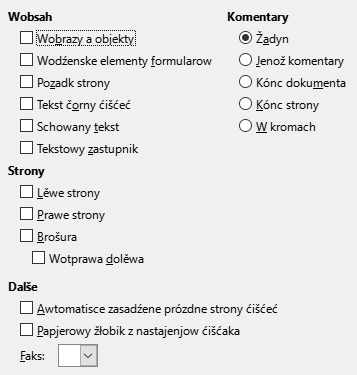 Wobsah
Wobrazy a objekty
Wodźenske elementy formularow
Pozadk strony
Tekst čorny ćišćeć
Schowany tekst
Tekstowy zastupnik
Komentary
Žadyn
Jenož komentary
Kónc dokumenta
Kónc strony
W kromach
Strony
Lěwe strony
Prawe strony
Brošura
Wotprawa dolěwa
Dalše
Awtomatisce zasadźene prózdne strony ćišćeć
Papjerowy žłobik z nastajenjow ćišćaka
Faks: